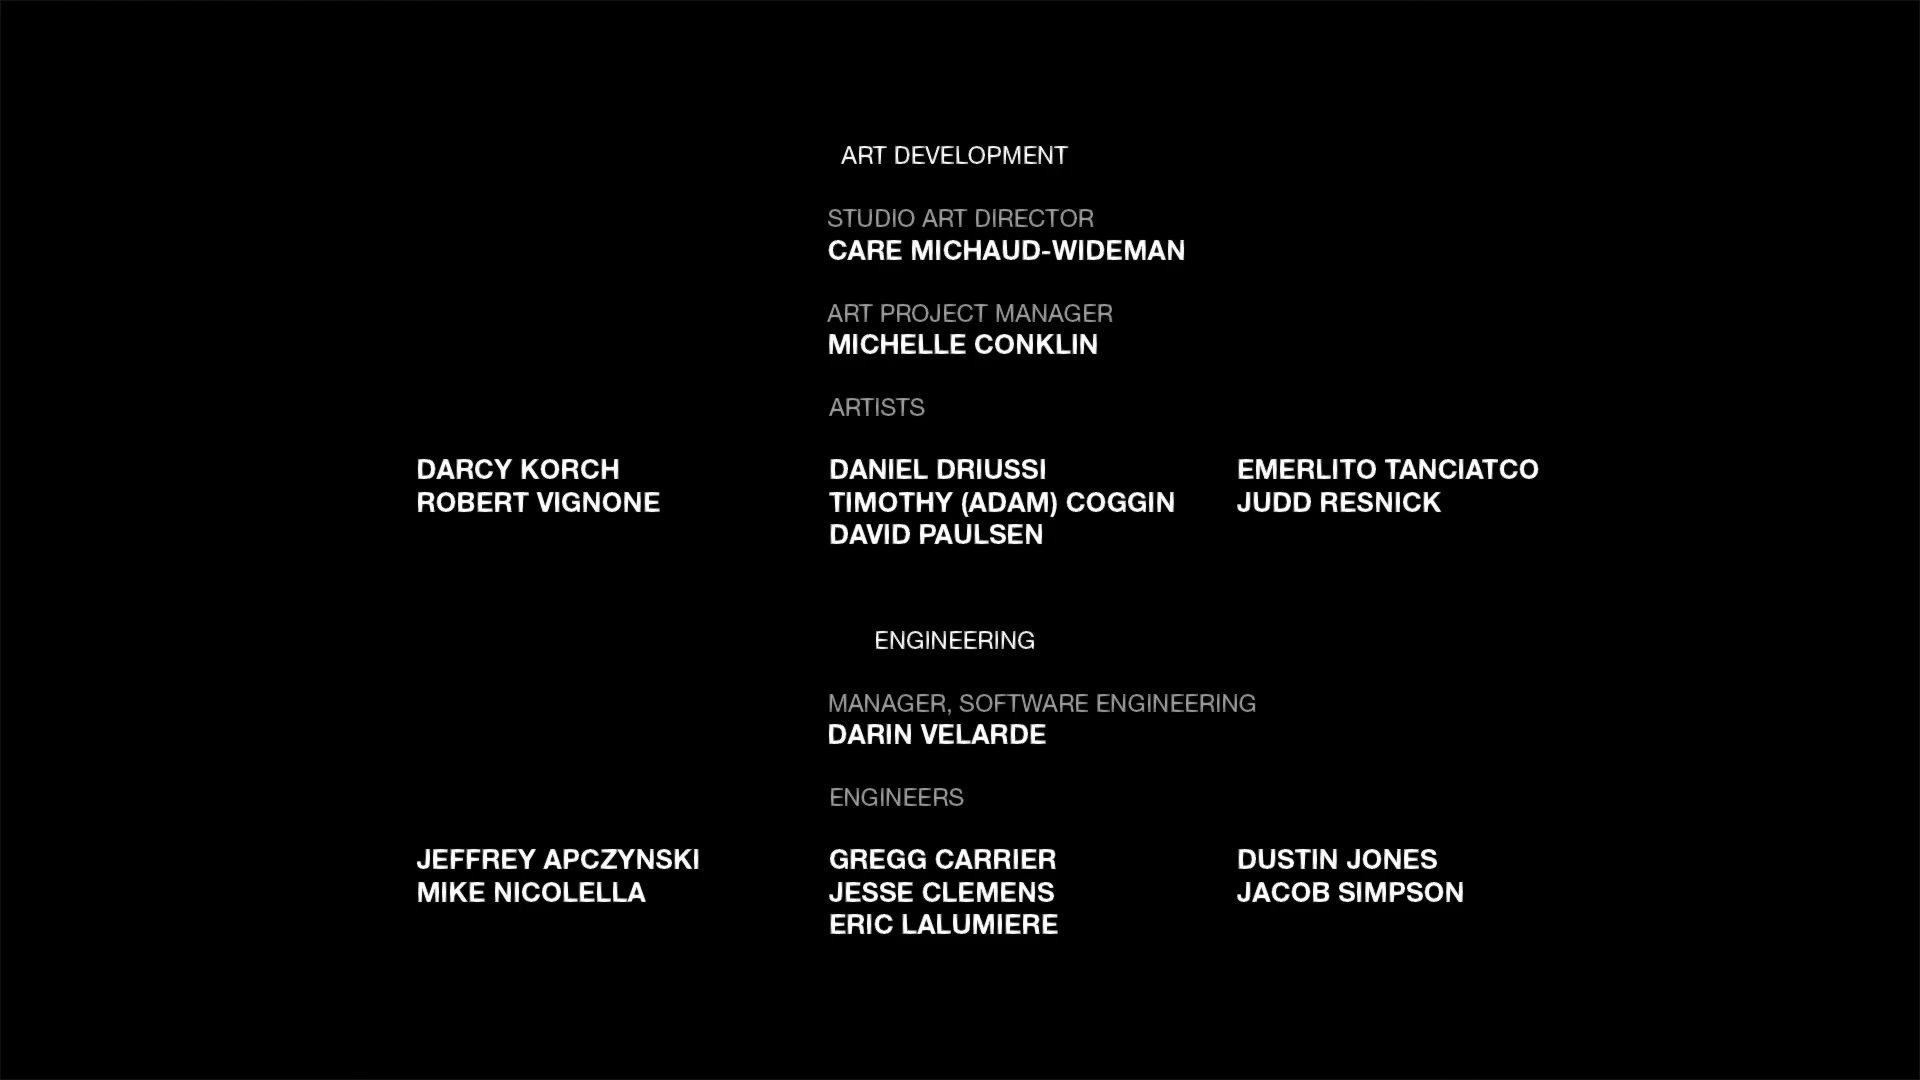 ART DEVELOPMENT
STUDIO ART DIRECTOR
CARE MICHAUD-WIDEMAN
ART PROJECT MANAGER
MICHELLE CONKLIN
ARTISTS
DARCY KORCH DANIEL DRIUSSI EMERLITO TANCIATCO
ROBERT VIGNONE TIMOTHY (ADAM) COGGIN JUDD RESNICK
DAVID PAULSEN
ENGINEERING
MANAGER, SOFTWARE ENGINEERING
DARIN VELARDE
ENGINEERS
JEFFREY APCZYNSKI GREGG CARRIER DUSTIN JONES
MIKE NICOLELLA JESSE CLEMENS JACOB SIMPSON
ERIC LALUMIERE